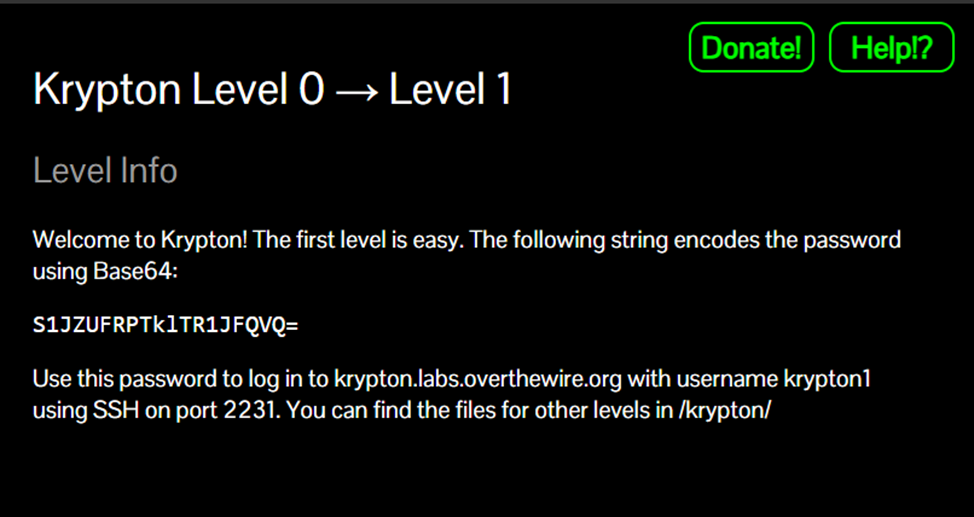 Donate! Help!?
Krypton Level 0 → Level 1
Level Info
Welcome to Krypton! The first level is easy. The following string encodes the password
using Base64:
S1JZUFRPTklTR1JFQVQ=
Use this password to log in to krypton.labs.overthewire.org with username krypton1
using SSH on port 2231. You can find the files for other levels in /krypton/